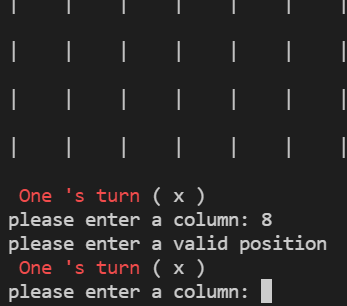 |    |    |    |    |    |    |
|    |    |    |    |    |    |
|    |    |    |    |    |    |
|    |    |    |    |    |    |
One 's turn ( x )
please enter a column: 8
please enter a valid position
One 's turn ( x )
please enter a column: